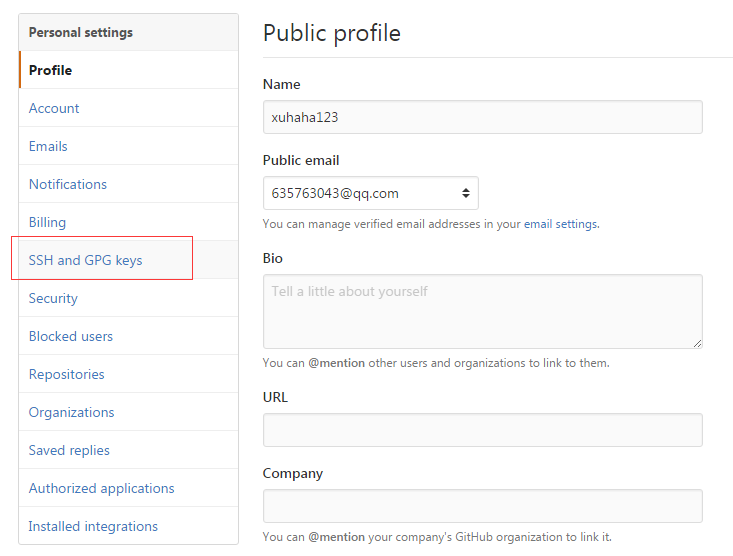 Personal settings
Profile
Account
Emails
Notifications
Billing
SSH and GPG keys
Security
Blocked users
Repositories
Organizations
Saved replies
Authorized applications
Installed integrations
Public profile
Name
xuhaha123
Public email
635763043@qq.com
You can manage verified email addresses in your email settings.
Bio
Tell a little about yourself
You can @mention other users and organizations to link to them.
URL
Company
You can @mention your company's GitHub organization to link it.